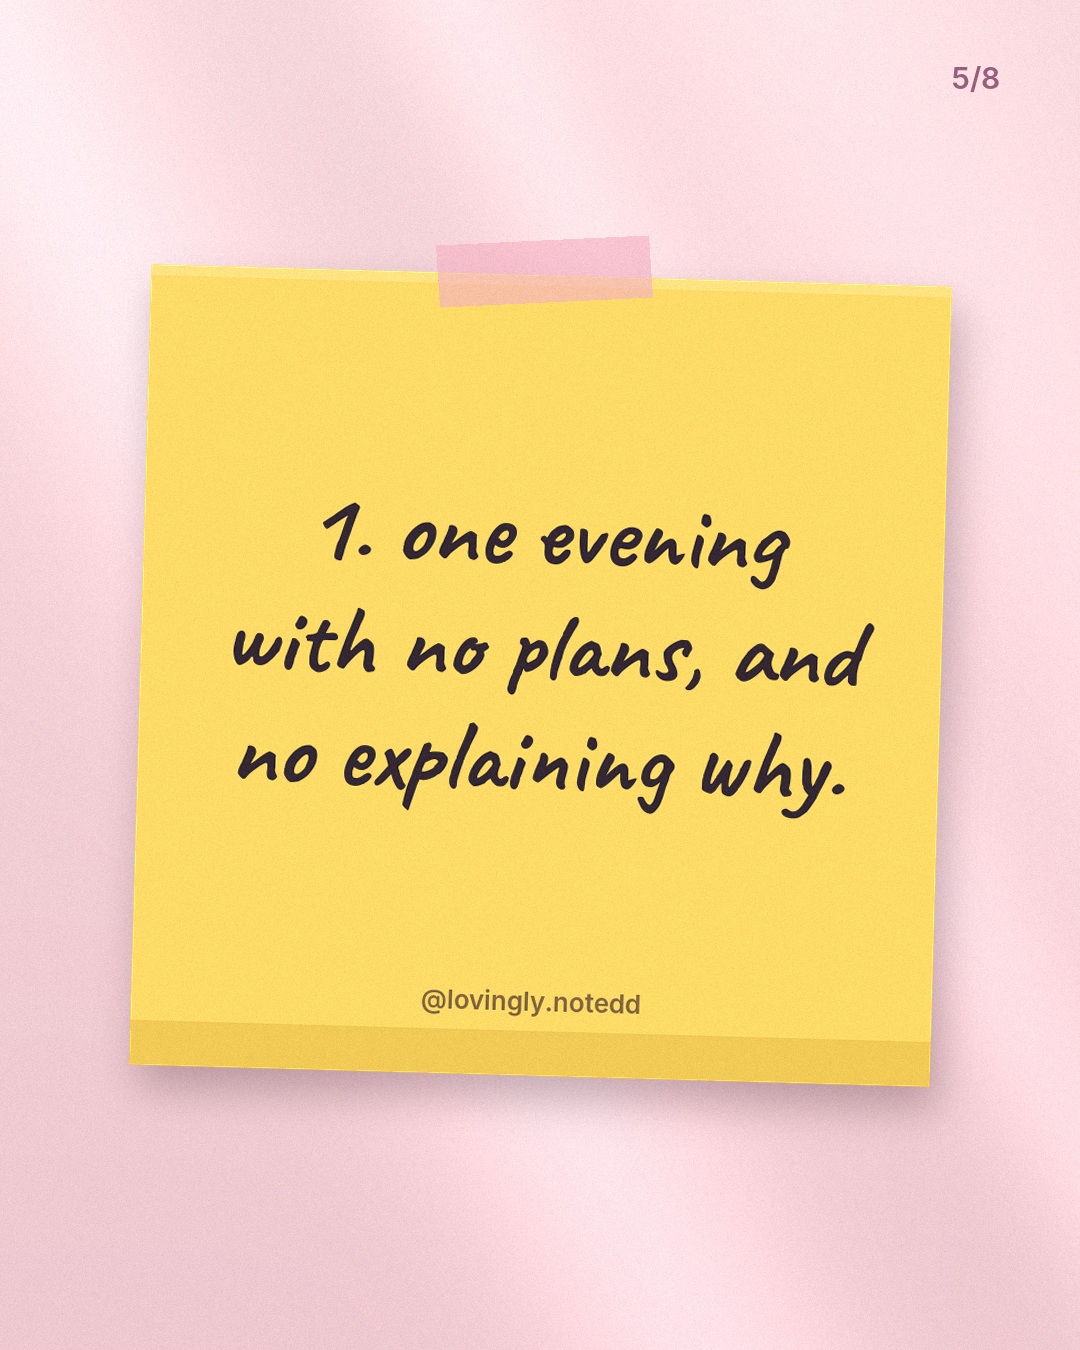 5/8
1. one evening
with no plans, and
no explaining why.
@lovingly.notedd